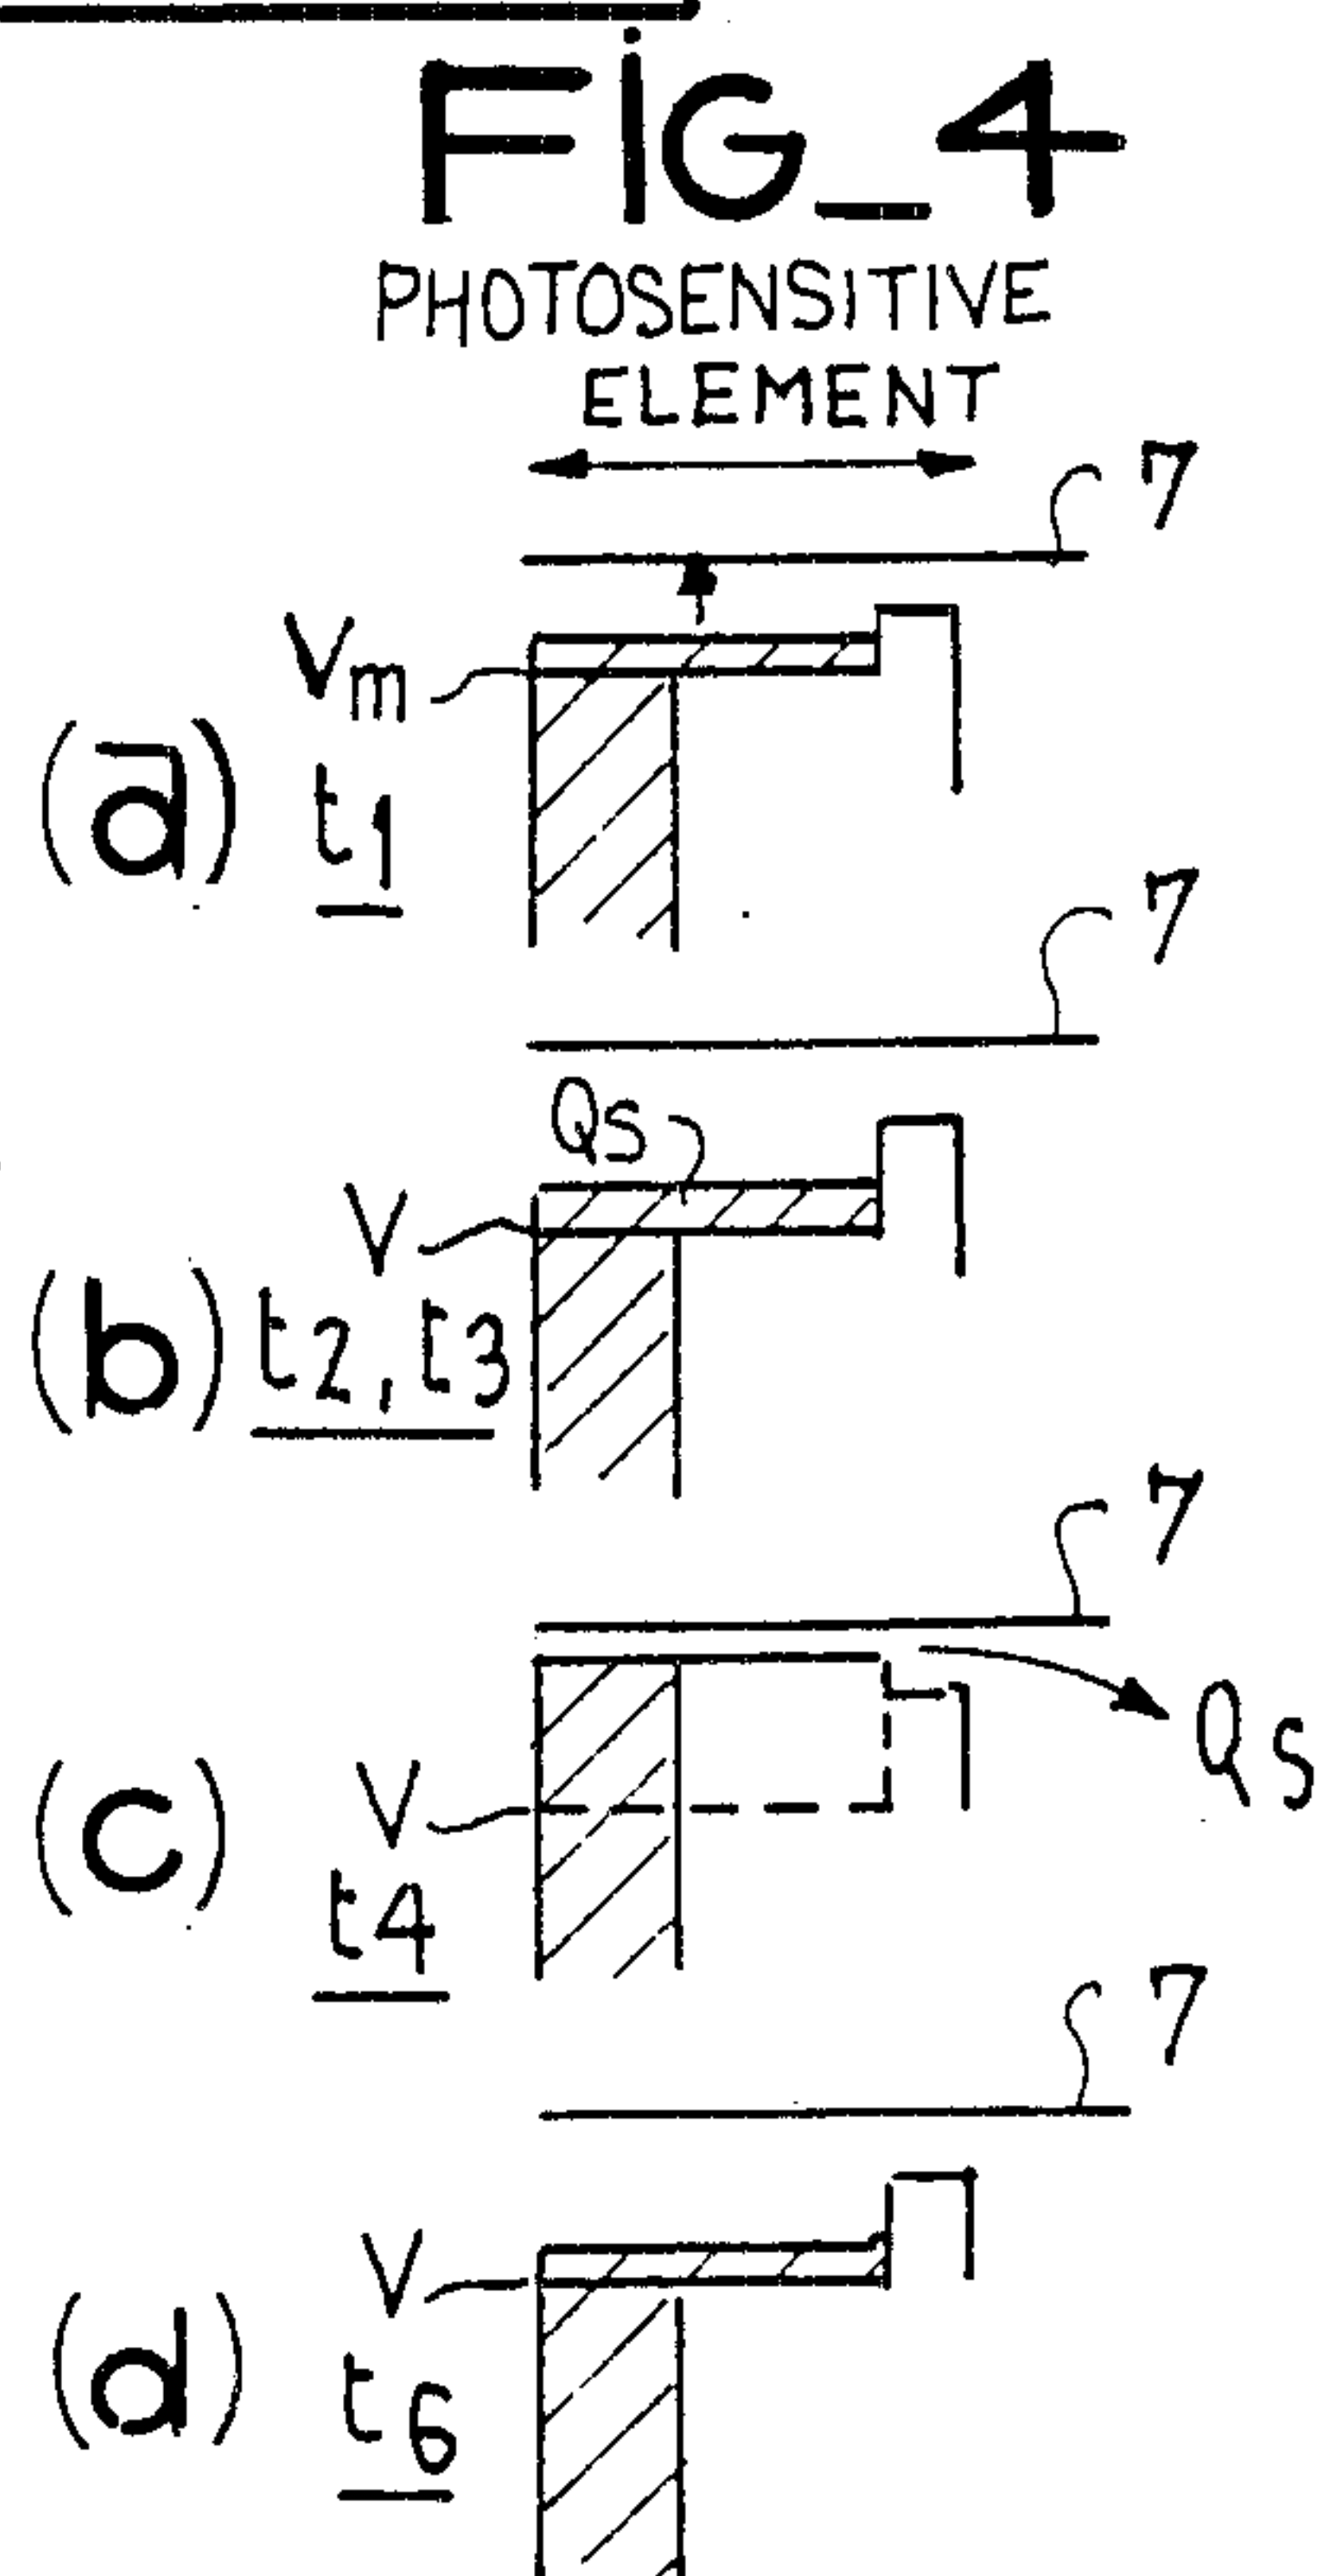 FIG_4
PHOTOSENSITIVE
ELEMENT
7
Vm
(a) t1
7
Qs
V
(b) t2, t3
7
Qs
V
(c)
t4
7
V
(d) t6